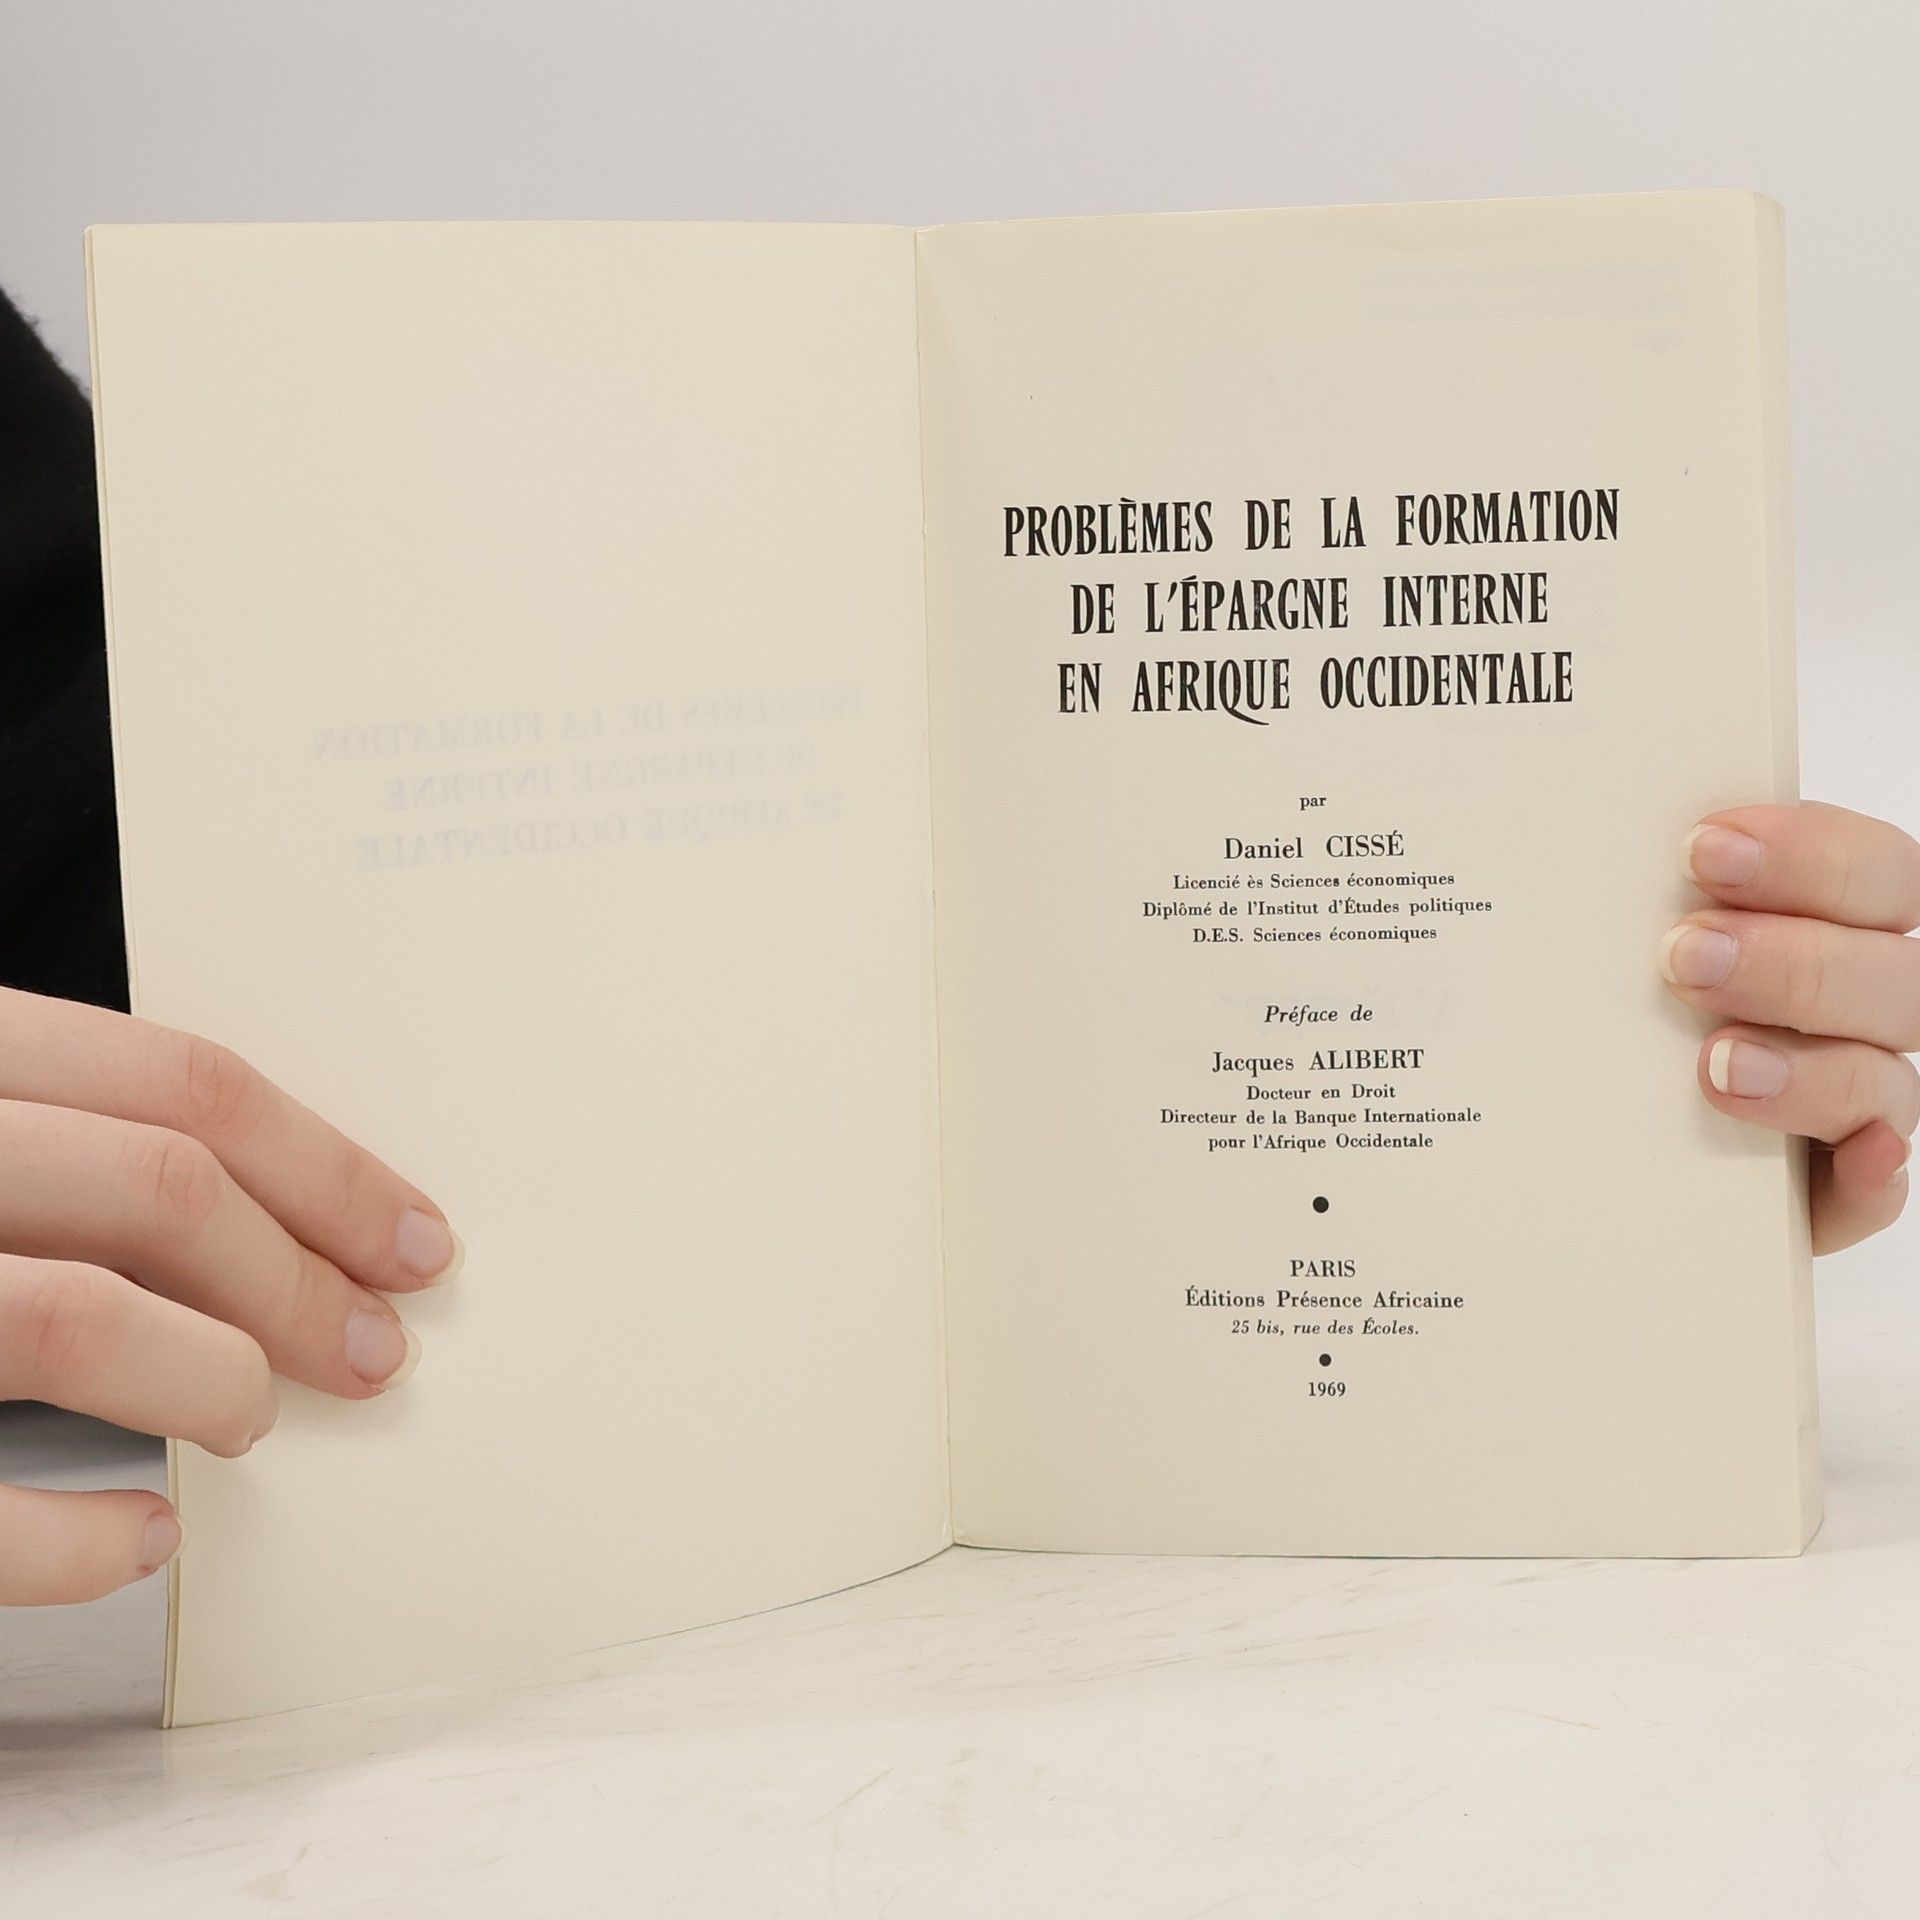 PROBLÈMES DE LA FORMATION
DE L'ÉPARGNE INTERNE
EN AFRIQUE OCCIDENTALE
par
Daniel CISSÉ
Licencié ès Sciences économiques
Diplômé de l'Institut d'Études politiques
D.E.S. Sciences économiques
Préface de
Jacques ALIBERT
Docteur en Droit
Directeur de la Banque Internationale
pour l'Afrique Occidentale
●
PARIS
Éditions Présence Africaine
25 bis, rue des Écoles.
●
1969